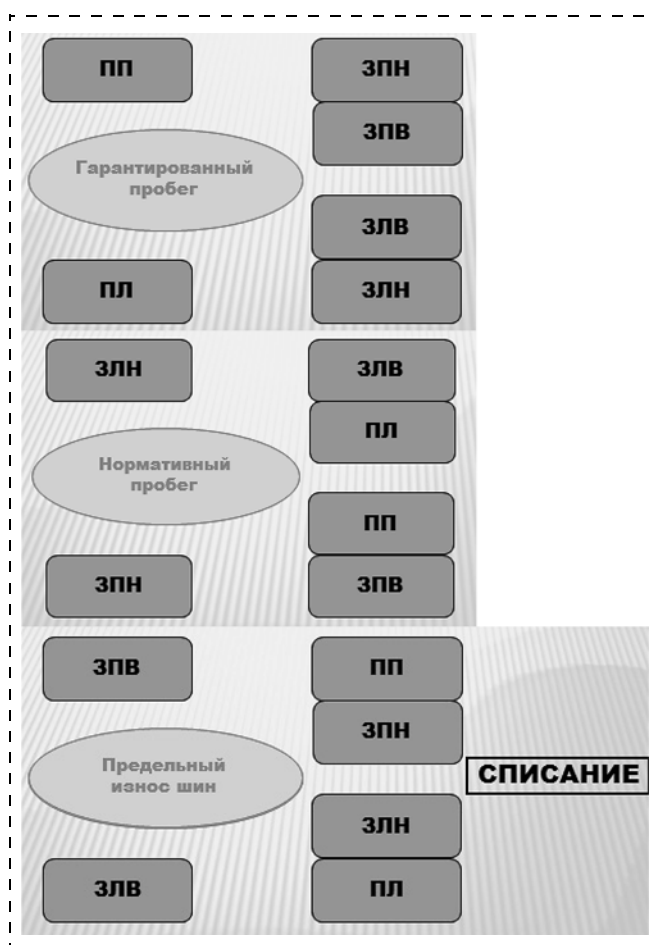 ПП
ЗПН
ЗПВ
Гарантированный
пробег
ЗЛВ
ПЛ
ЗЛН
ЗЛН
ЗЛВ
ПЛ
Нормативный
пробег
ПП
ЗПН
ЗПВ
ЗПВ
ПП
ЗПН
Предельный
износ шин
СПИСАНИЕ
ЗЛН
ЗЛВ
ПЛ